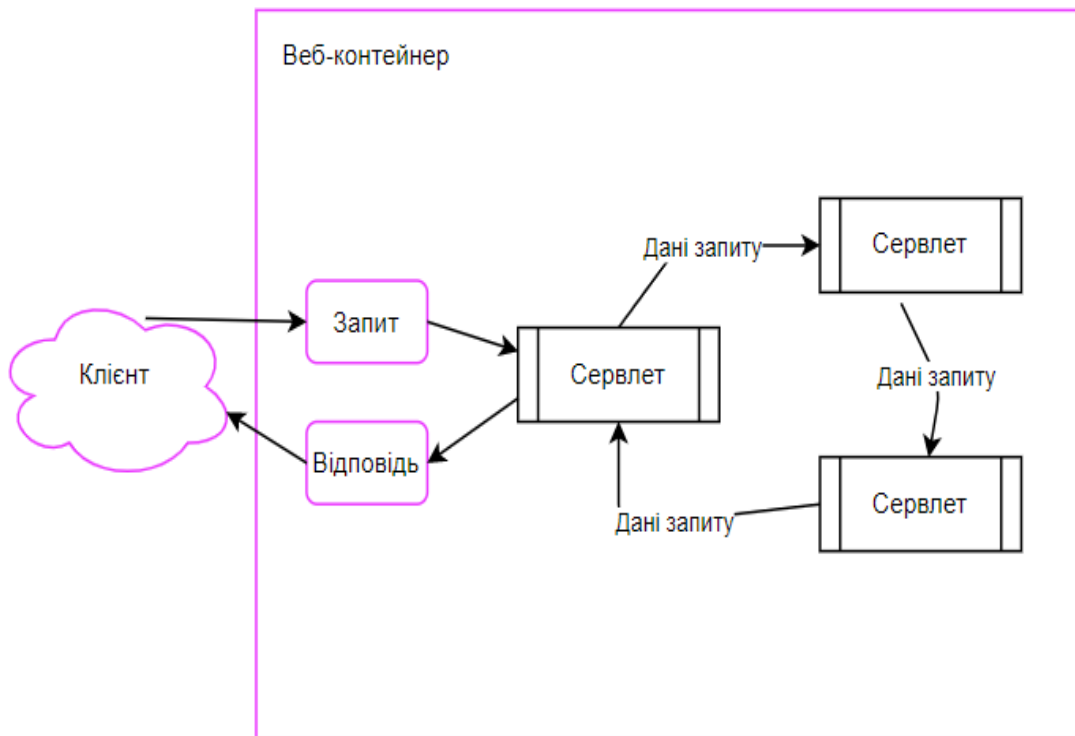 Веб-контейнер
Дані запиту
Сервлет
Запит
Клієнт
Сервлет
Дані запиту
Відповідь
Дані запиту
Сервлет